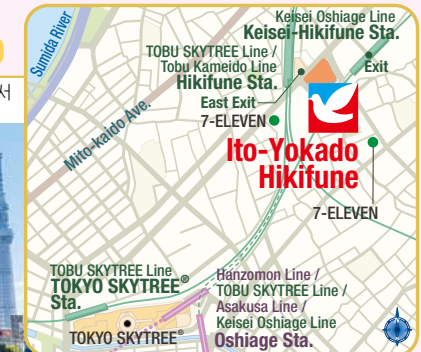 서
Sumida River
Keisei Oshiage Line
Keisei-Hikifune Sta.
TOBU SKYTREE Line /
Tobu Kameido Line
Hikifune Sta.
Exit
East Exit
7-ELEVEN
Mito-kaido Ave.
Ito-Yokado
Hikifune
7-ELEVEN
TOBU SKYTREE Line
TOKYO SKYTREE®
Sta.
Hanzomon Line /
TOBU SKYTREE Line /
Asakusa Line /
Keisei Oshiage Line
Oshiage Sta.
TOKYO SKYTREE®